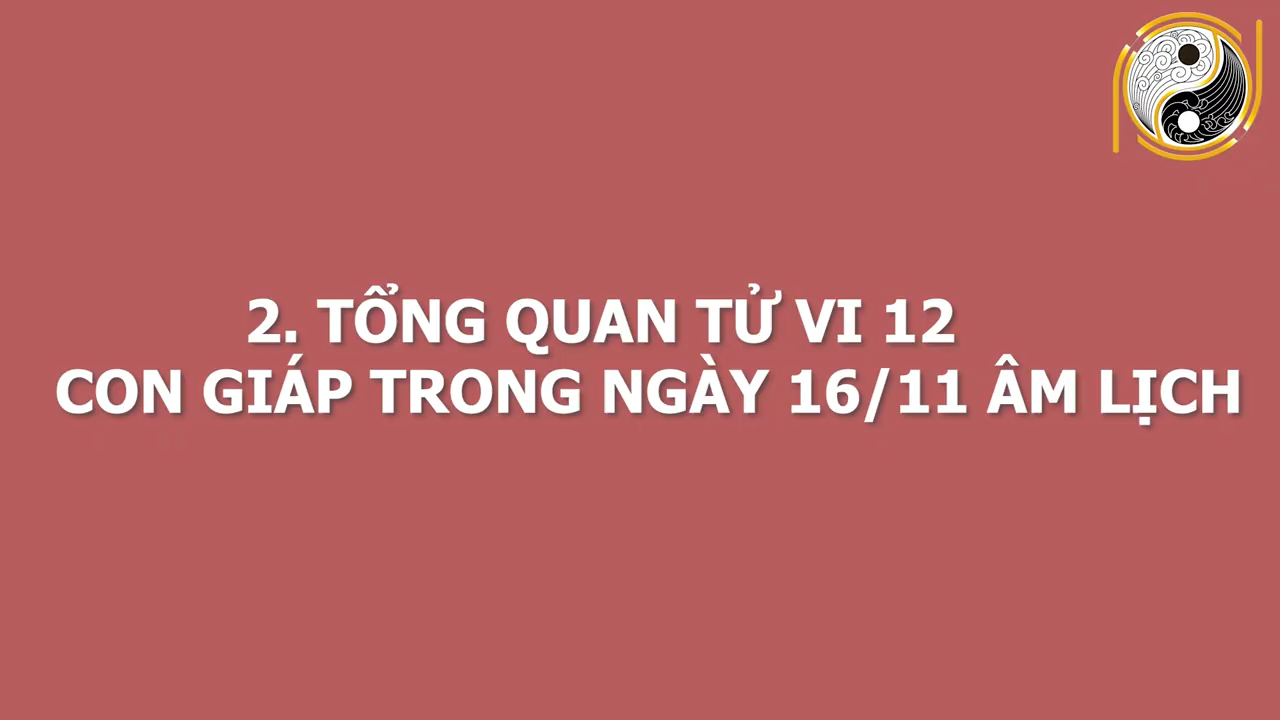 2. TỔNG QUAN TỬ VI 12
CON GIÁP TRONG NGÀY 16/11 ÂM LỊCH